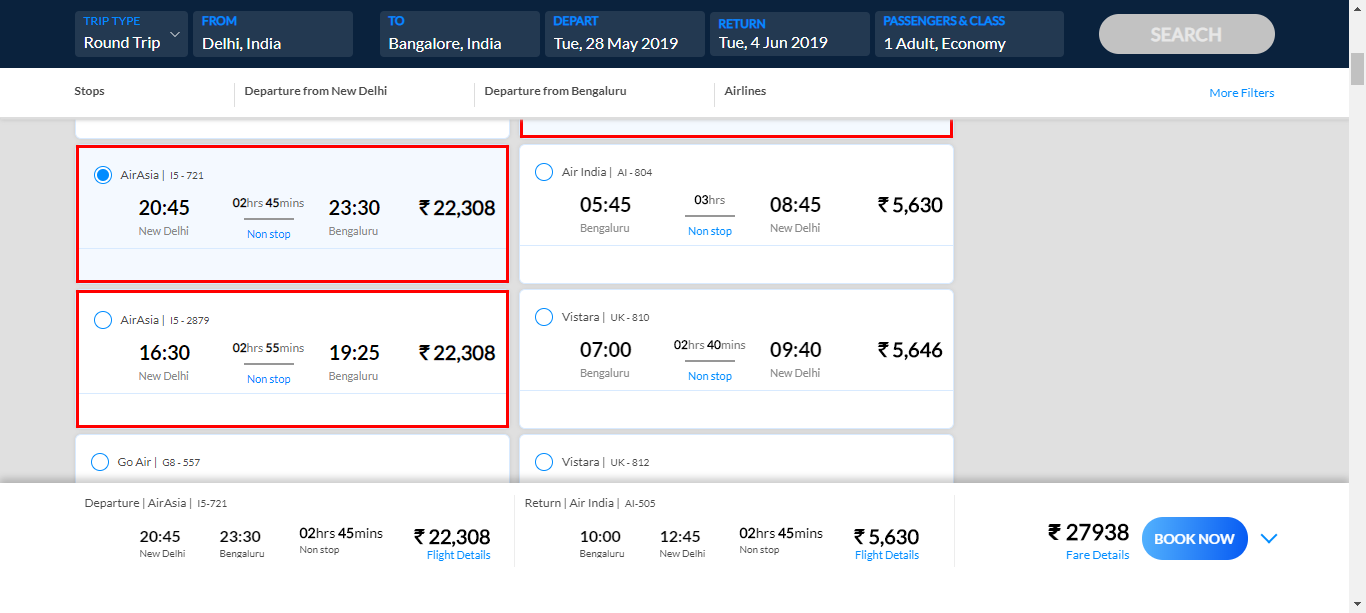 TRIP TYPE
Round Trip
FROM
Delhi, India
TO
Bangalore, India
DEPART
Tue, 28 May 2019
RETURN
Tue, 4 Jun 2019
PASSENGERS & CLASS
1 Adult, Economy
SEARCH
Stops
Departure from New Delhi
Departure from Bengaluru
Airlines
More Filters
AirAsia | I5 - 721
20:45
New Delhi
02hrs 45mins
Non stop
23:30
Bengaluru
₹ 22,308
Air India | AI - 804
05:45
Bengaluru
03hrs
Non stop
08:45
New Delhi
₹ 5,630
AirAsia | I5 - 2879
16:30
New Delhi
02hrs 55mins
Non stop
19:25
Bengaluru
₹ 22,308
Vistara | UK - 810
07:00
Bengaluru
02hrs 40mins
Non stop
09:40
New Delhi
₹ 5,646
Go Air | G8 - 557
Vistara | UK - 812
Departure | AirAsia | I5-721
20:45
New Delhi
23:30
Bengaluru
02hrs 45mins
Non stop
₹ 22,308
Flight Details
Return | Air India | AI-505
10:00
Bengaluru
12:45
New Delhi
02hrs 45mins
Non stop
₹ 5,630
Flight Details
₹ 27938
Fare Details
BOOK NOW